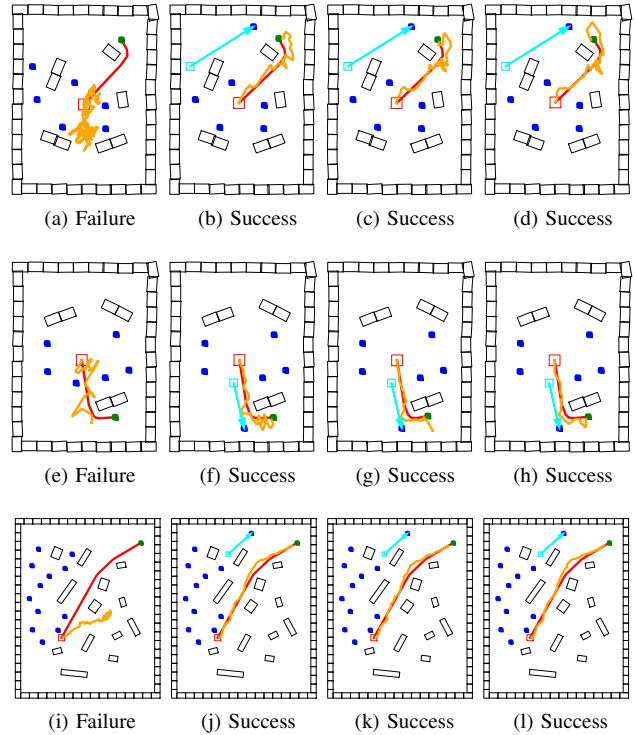 (a) Failure (b) Success (c) Success (d) Success
(e) Failure (f) Success (g) Success (h) Success
(i) Failure (j) Success (k) Success (l) Success